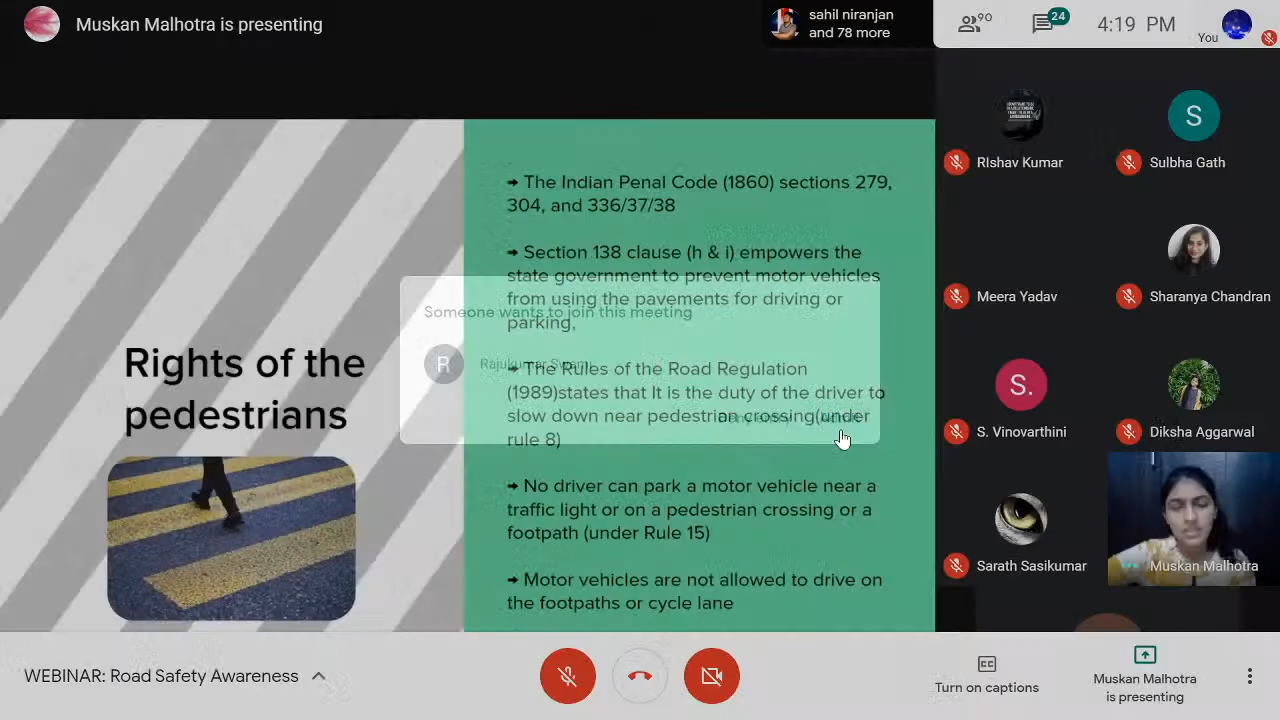 Muskan Malhotra is presenting
sahil niranjan
and 78 more
90
24
4:19 PM
You
Rights of the
pedestrians
→ The Indian Penal Code (1860) sections 279,
304, and 336/37/38
→ Section 138 clause (h & i) empowers the
state government to prevent motor vehicles
from using the pavements for driving or
parking,
→ The Rules of the Road Regulation
(1989)states that It is the duty of the driver to
slow down near pedestrian crossing(under
rule 8)
→ No driver can park a motor vehicle near a
traffic light or on a pedestrian crossing or a
footpath (under Rule 15)
→ Motor vehicles are not allowed to drive on
the footpaths or cycle lane
Someone wants to join this meeting
R
Deny entry
RIshav Kumar
S
Sulbha Gath
Meera Yadav
Sharanya Chandran
S.
S. Vinovarthini
Diksha Aggarwal
Sarath Sasikumar
Muskan Malhotra
WEBINAR: Road Safety Awareness
CC
Turn on captions
Muskan Malhotra
is presenting